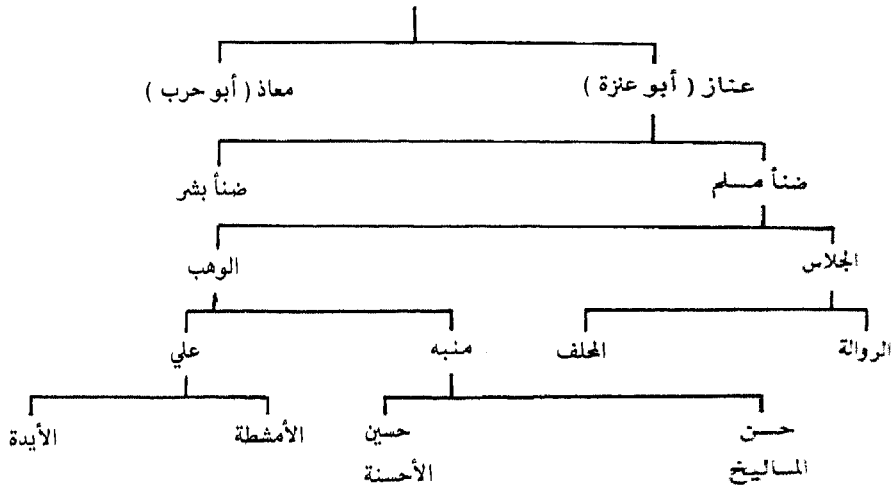 عناز ( أبو عنزة ) معاذ ( أبو حرب )
ضنأ مسلم ضنأ بشر
الجلاس الوهب
الروالة المحلف منبه علي
حسن حسين الأمشطة الأيدة
المساليخ الأحسنة